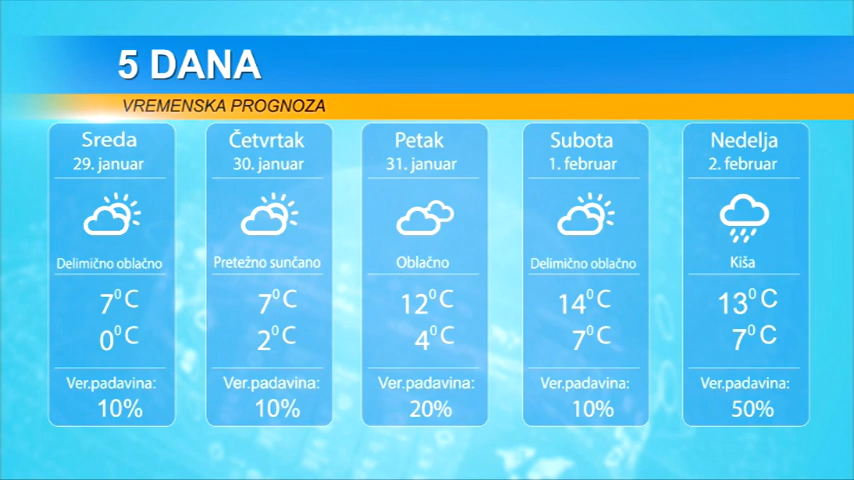 5 DANA
VREMENSKA PROGNOZA
Sreda
29. januar
Delimično oblačno
7⁰C
0⁰C
Ver.padavina:
10%
Četvrtak
30. januar
Pretežno sunčano
7⁰C
2⁰C
Ver.padavina:
10%
Petak
31. januar
Oblačno
12⁰C
4⁰C
Ver.padavina:
20%
Subota
1. februar
Delimično oblačno
14⁰C
7⁰C
Ver.padavina:
10%
Nedelja
2. februar
Kiša
13⁰C
7⁰C
Ver.padavina:
50%